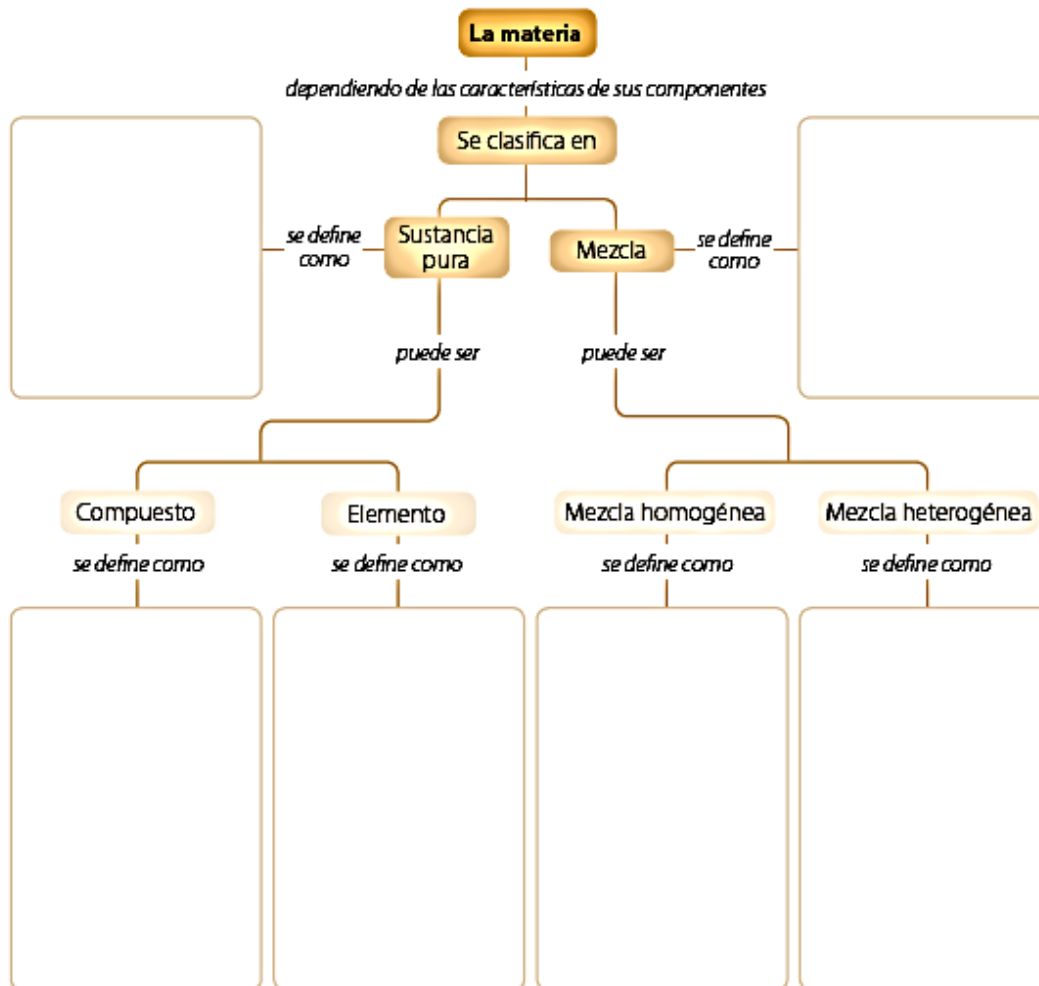 La materia
dependiendo de las características de sus componentes
Se clasifica en
se define
como
Sustancia
pura
Mezcla
se define
como
puede ser
puede ser
Compuesto
Elemento
Mezcla homogénea
Mezcla heterogénea
se define como
se define como
se define como
se define como